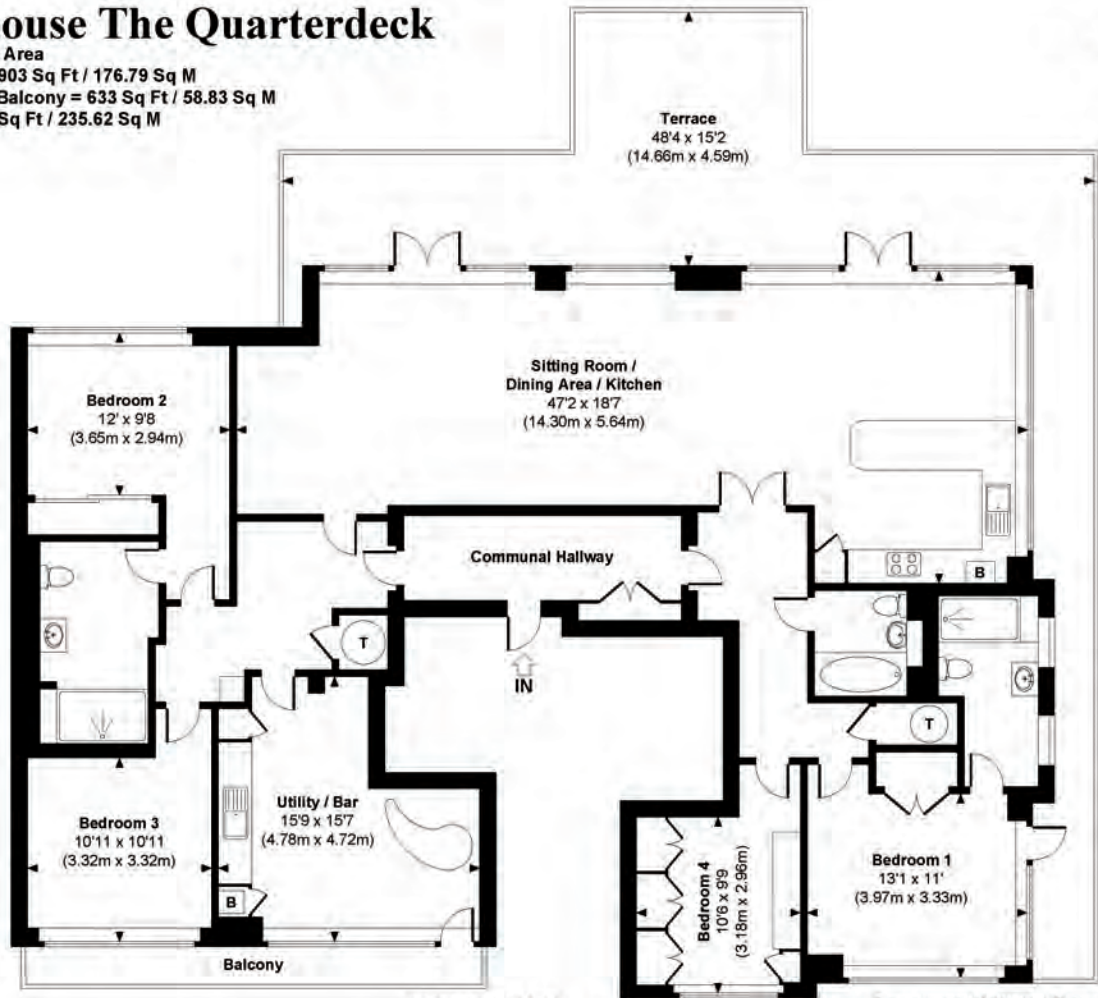 ouse The Quarterdeck
Area
903 Sq Ft / 176.79 Sq M
Balcony = 633 Sq Ft / 58.83 Sq M
Sq Ft / 235.62 Sq M
Terrace
48'4 x 15'2
(14.66m x 4.59m)
Sitting Room /
Dining Area / Kitchen
47'2 x 18'7
(14.30m x 5.64m)
Bedroom 2
12' x 9'8
(3.65m x 2.94m)
Communal Hallway
B
T
IN
T
Utility / Bar
15'9 x 15'7
(4.78m x 4.72m)
Bedroom 3
10'11 x 10'11
(3.32m x 3.32m)
B
Bedroom 4
10'6 x 9'9
(3.18m x 2.96m)
Bedroom 1
13'1 x 11'
(3.97m x 3.33m)
Balcony